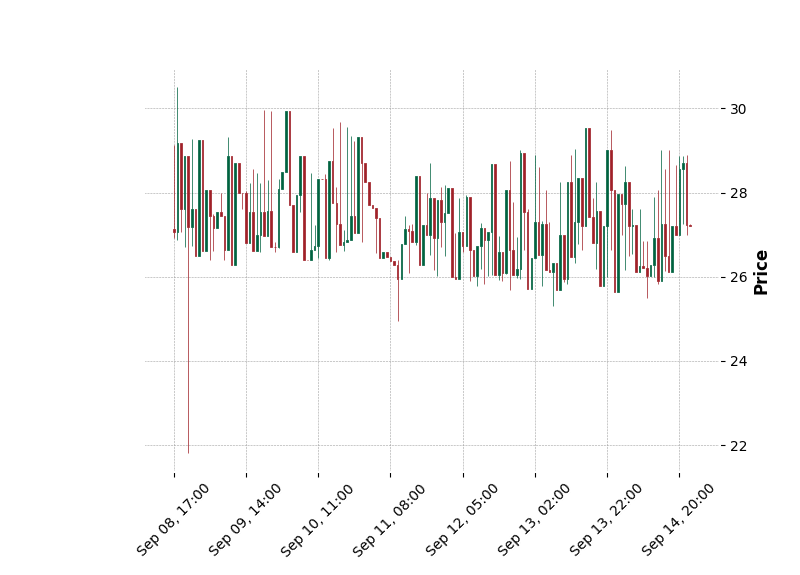 30
28
26
24
22
Price
Sep 08, 17:00
Sep 09, 14:00
Sep 10, 11:00
Sep 11, 08:00
Sep 12, 05:00
Sep 13, 02:00
Sep 13, 22:00
Sep 14, 20:00